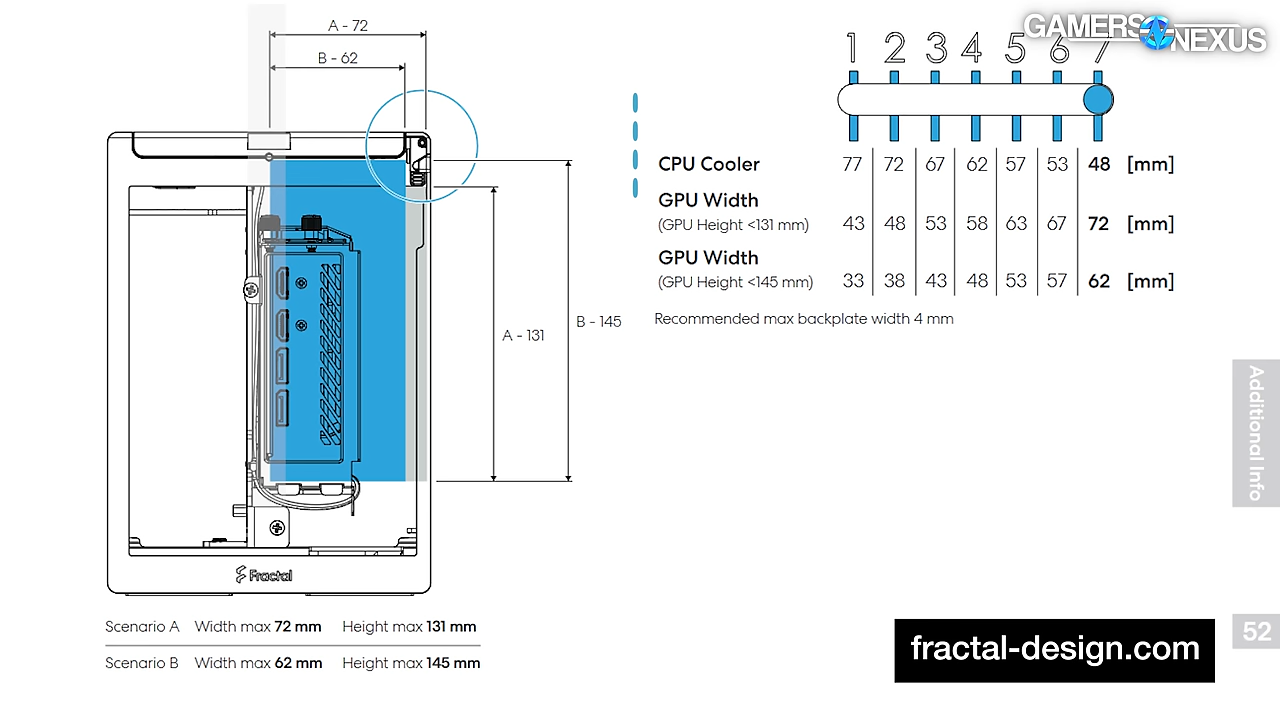 A - 72
B - 62
GAMERS NEXUS
1 2 3 4 5 6 7
CPU Cooler 77 72 67 62 57 53 48 [mm]
GPU Width
(GPU Height <131 mm) 43 48 53 58 63 67 72 [mm]
GPU Width
(GPU Height <145 mm) 33 38 43 48 53 57 62 [mm]
Recommended max backplate width 4 mm
A - 131
B - 145
Fractal
Scenario A Width max 72 mm Height max 131 mm
Scenario B Width max 62 mm Height max 145 mm
Additional Info
52
fractal-design.com